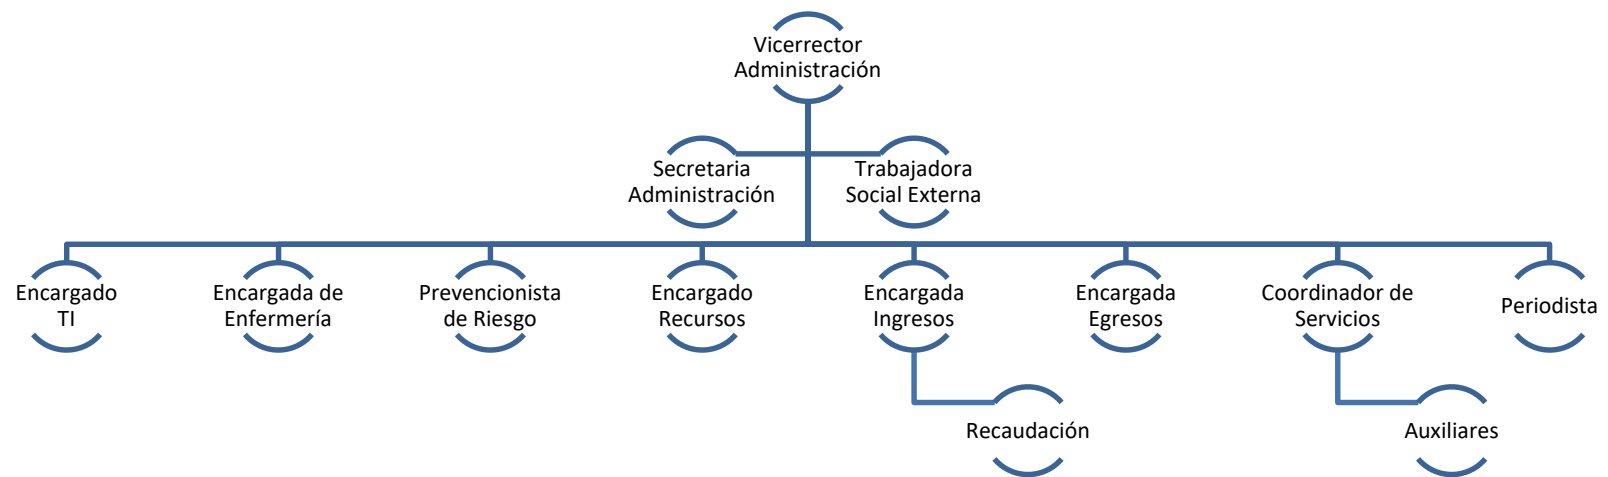 Vicerrector
Administración
Secretaria
Administración
Trabajadora
Social Externa
Encargado
TI
Encargada de
Enfermería
Prevencionista
de Riesgo
Encargado
Recursos
Encargada
Ingresos
Encargada
Egresos
Coordinador de
Servicios
Periodista
Recaudación
Auxiliares